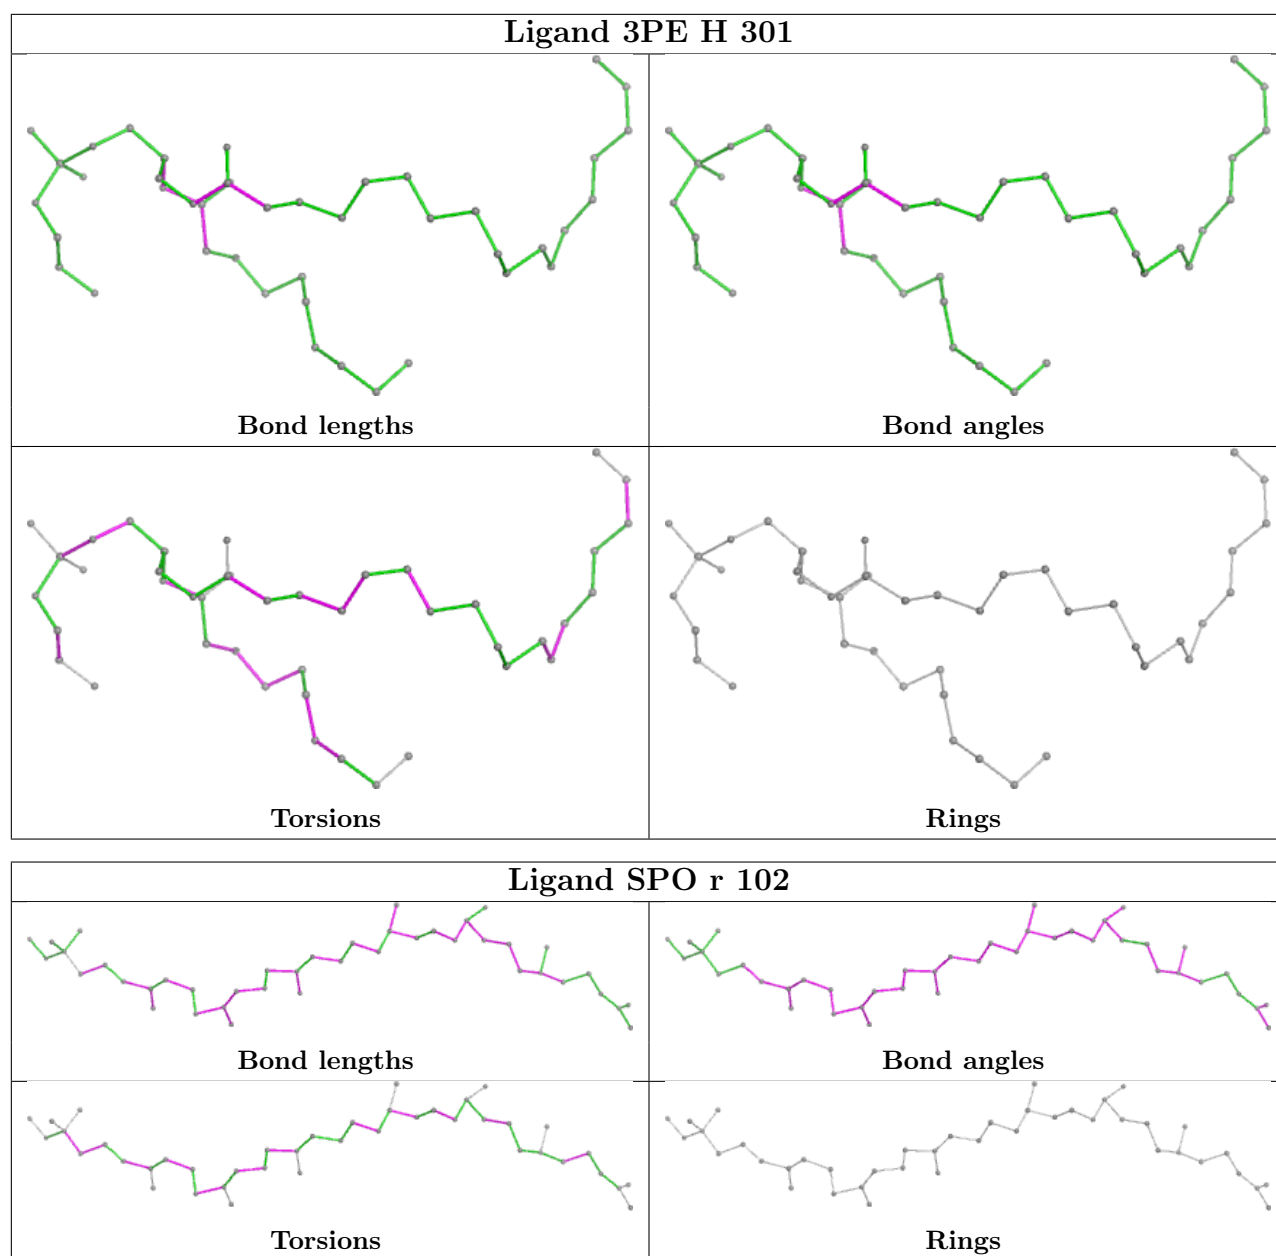 Ligand 3PE H 301
Bond lengths
Bond angles
Torsions
Rings
Ligand SPO r 102
Bond lengths
Bond angles
Torsions
Rings